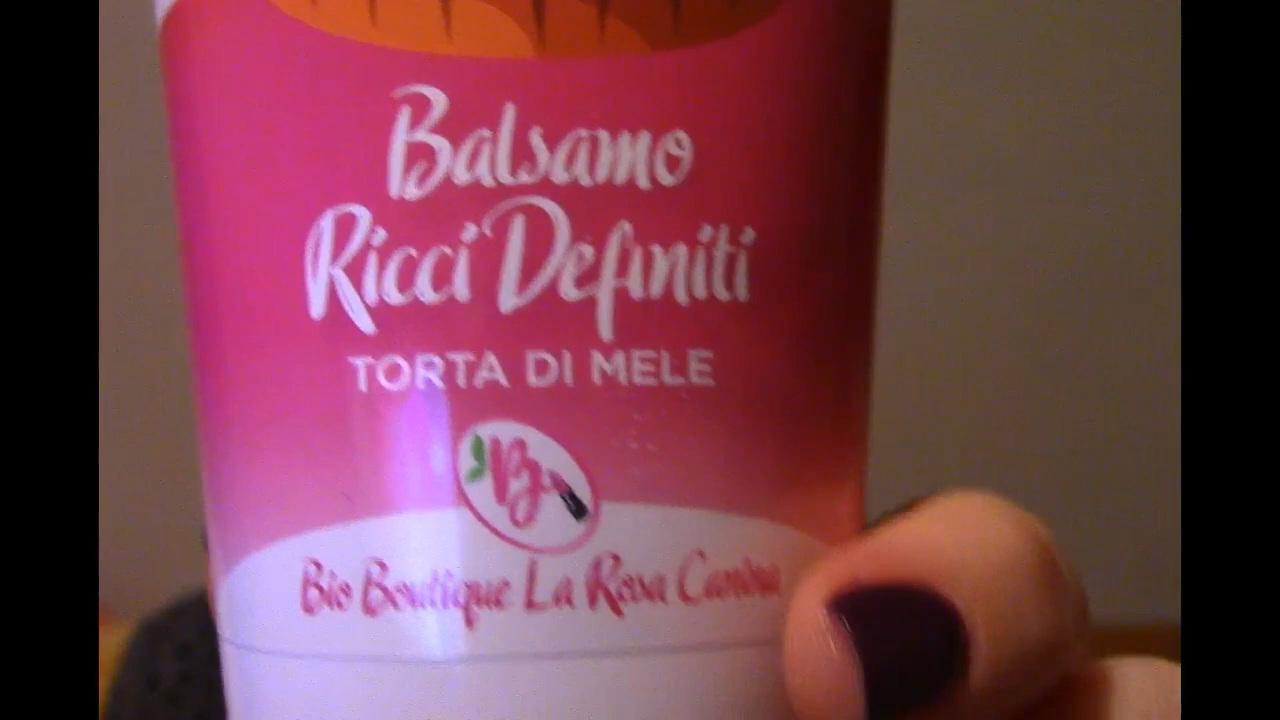 Balsamo
Ricci Definiti
TORTA DI MELE
B
Bio Boutique La Rosa Canina